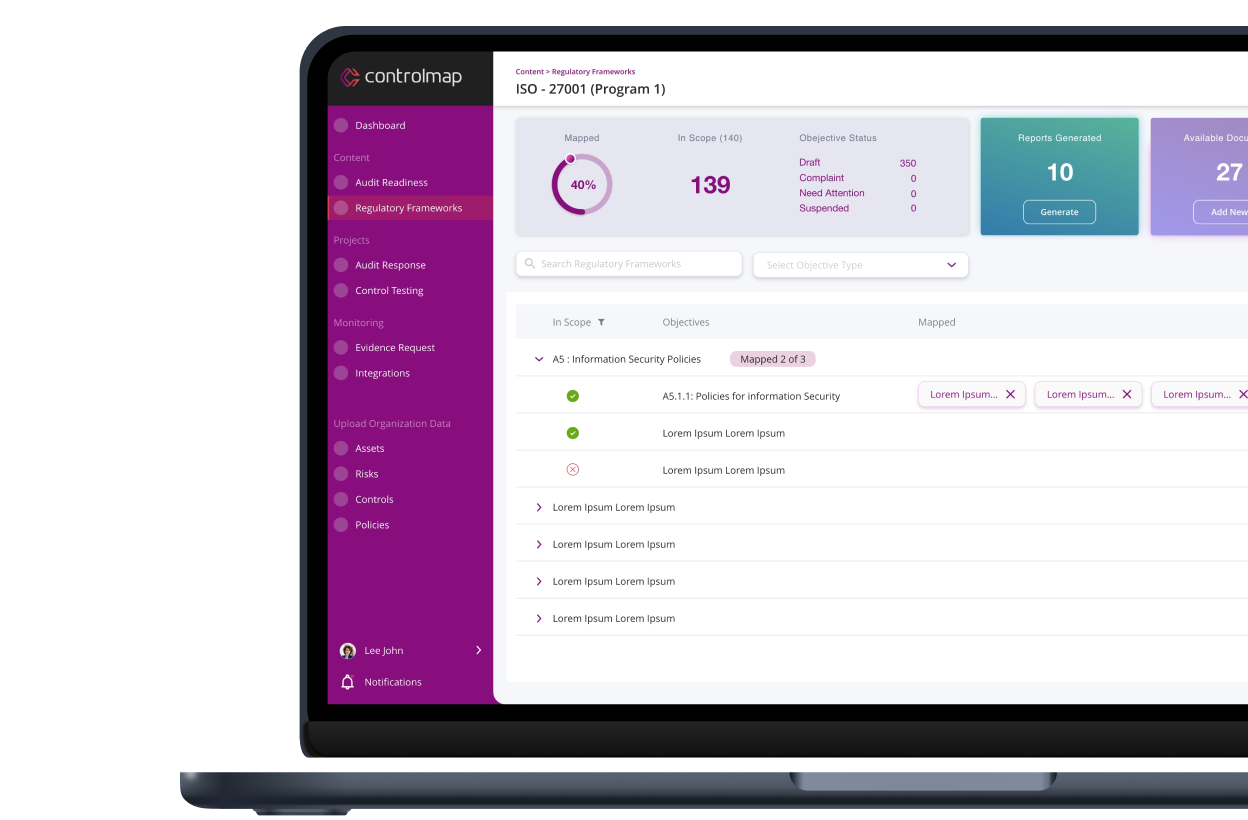 controlmap
Dashboard
Content
Audit Readiness
Regulatory Frameworks
Projects
Audit Response
Control Testing
Monitoring
Evidence Request
Integrations
Upload Organization Data
Assets
Risks
Controls
Policies
Lee John
Notifications
Content > Regulatory Frameworks
ISO - 27001 (Program 1)
Mapped
40%
In Scope (140)
139
Obejective Status
Draft 350
Complaint 0
Need Attention 0
Suspended 0
Reports Generated
10
Generate
Available Docu
27
Add New
Search Regulatory Frameworks
Select Objective Type
In Scope Objectives Mapped
A5 : Information Security Policies Mapped 2 of 3
A5.1.1: Policies for information Security Lorem Ipsum... Lorem Ipsum... Lorem Ipsum...
Lorem Ipsum Lorem Ipsum
Lorem Ipsum Lorem Ipsum
Lorem Ipsum Lorem Ipsum
Lorem Ipsum Lorem Ipsum
Lorem Ipsum Lorem Ipsum
Lorem Ipsum Lorem Ipsum